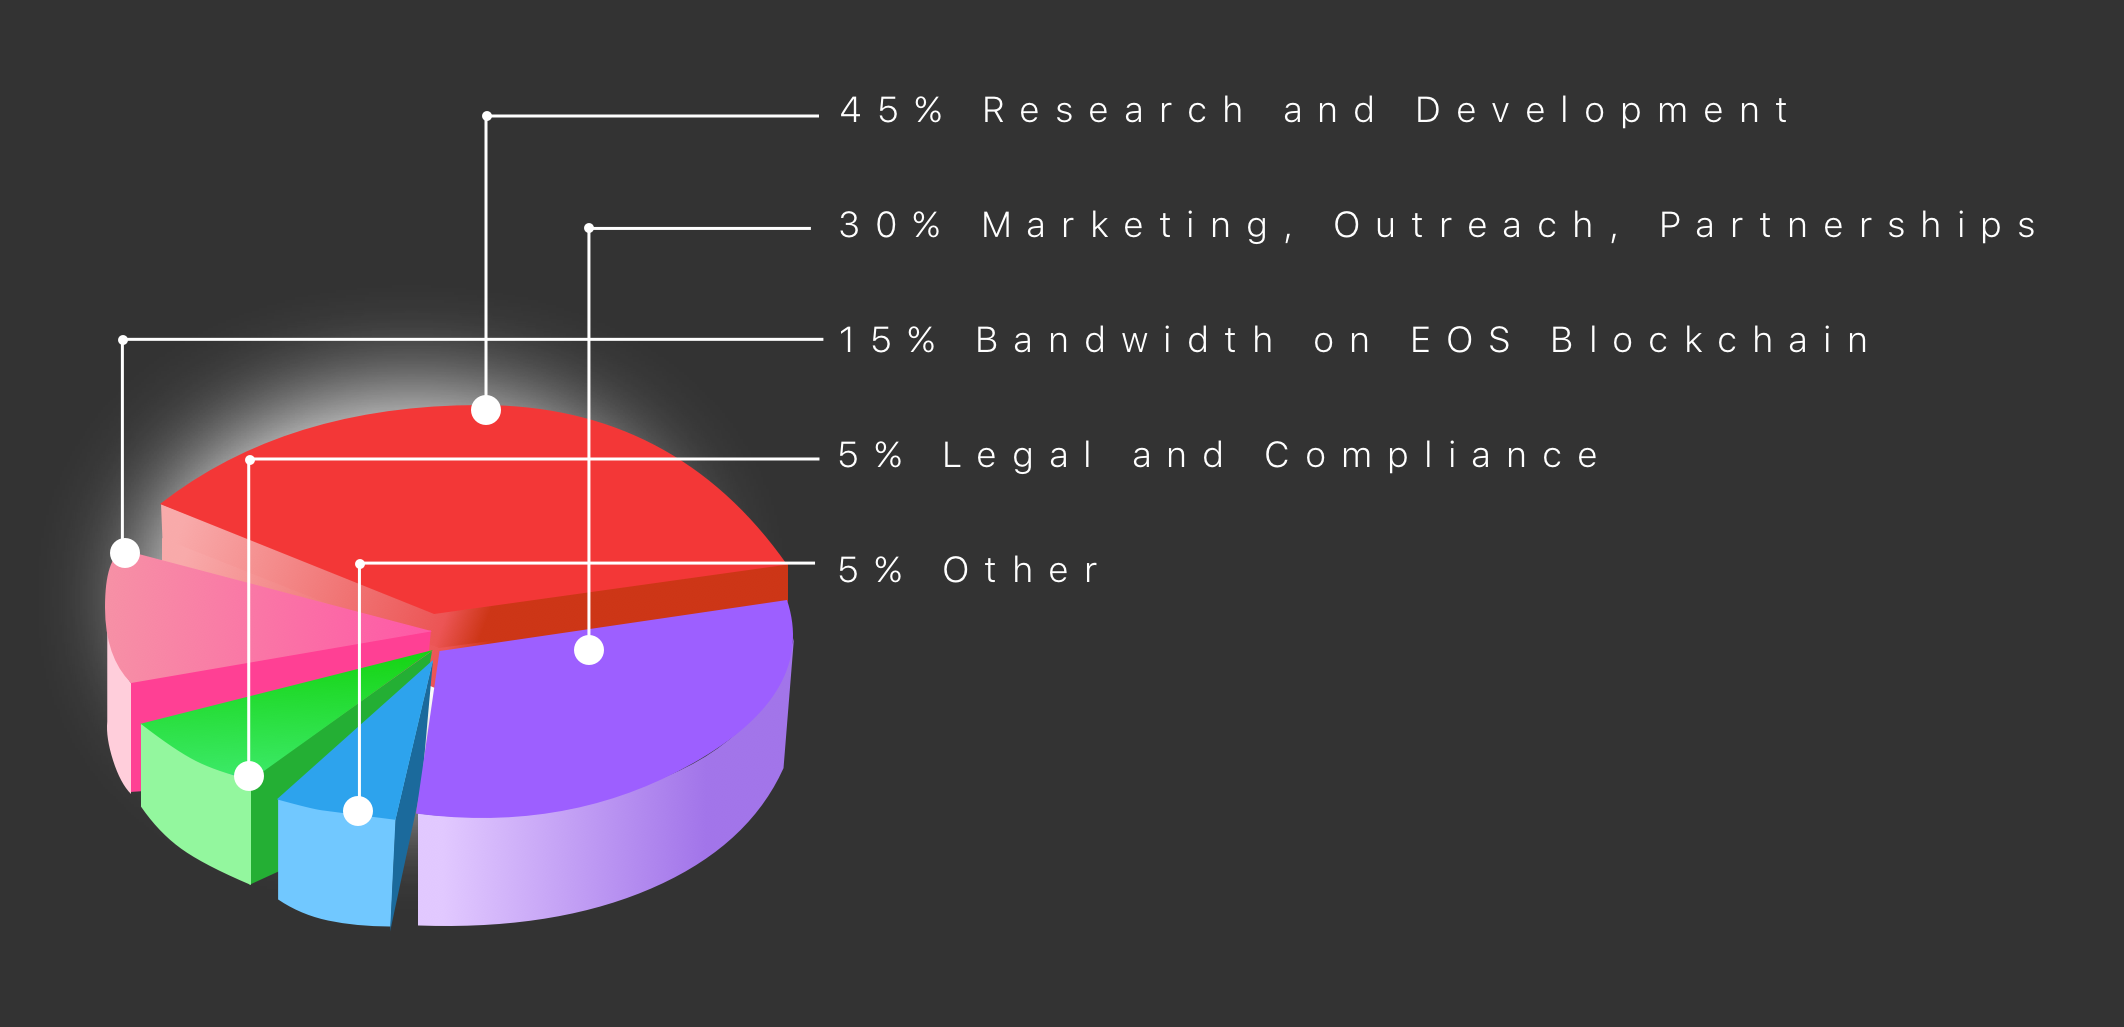 45% Research and Development
30% Marketing, Outreach, Partnerships
15% Bandwidth on EOS Blockchain
5% Legal and Compliance
5% Other